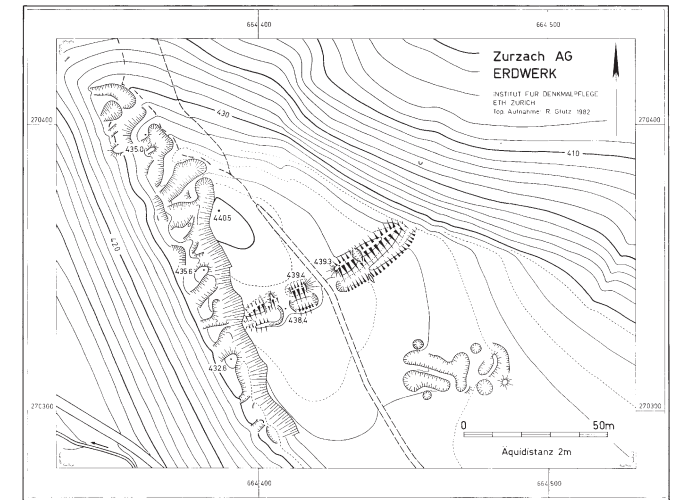 664 400
664 500
Zurzach AG
ERDWERK
INSTITUT FÜR DENKMALPFLEGE
ETH ZÜRICH
Top. Aufnahme: R. Glutz 1982
270400
270400
430
410
435.0
440.5
420
435.6
439.3
439.4
438.4
432.6
270300
270300
0
50m
Äquidistanz 2m
664 400
664 500